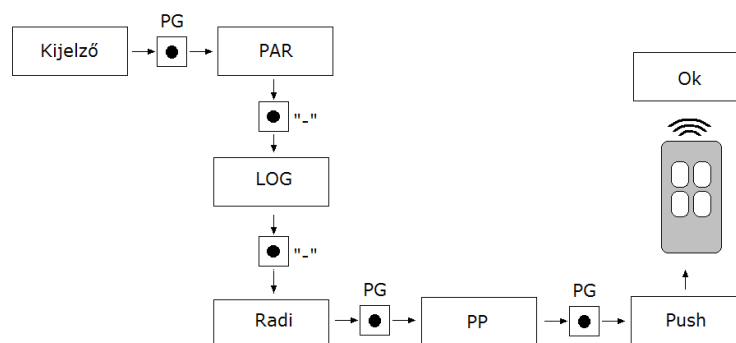 PG
Kijelző
PAR
Ok
"-"
LOG
"-"
PG
PG
Radi
PP
Push